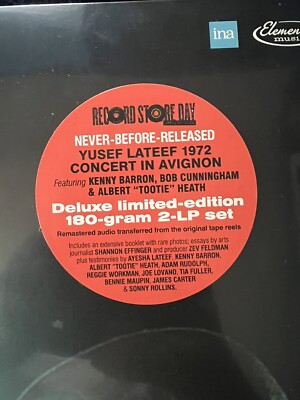 ina
Elemental
music
RECORD STORE DAY
NEVER-BEFORE-RELEASED
YUSEF LATEEF 1972
CONCERT IN AVIGNON
Featuring KENNY BARRON, BOB CUNNINGHAM
& ALBERT "TOOTIE" HEATH
Deluxe limited-edition
180-gram 2-LP set
Remastered audio transferred from the original tape reels
Includes an extensive booklet with rare photos; essays by arts
journalist SHANNON EFFINGER and producer ZEV FELDMAN
plus testimonies by AYESHA LATEEF, KENNY BARRON,
ALBERT "TOOTIE" HEATH, ADAM RUDOLPH,
REGGIE WORKMAN, JOE LOVANO, TIA FULLER,
BENNIE MAUPIN, JAMES CARTER
& SONNY ROLLINS.